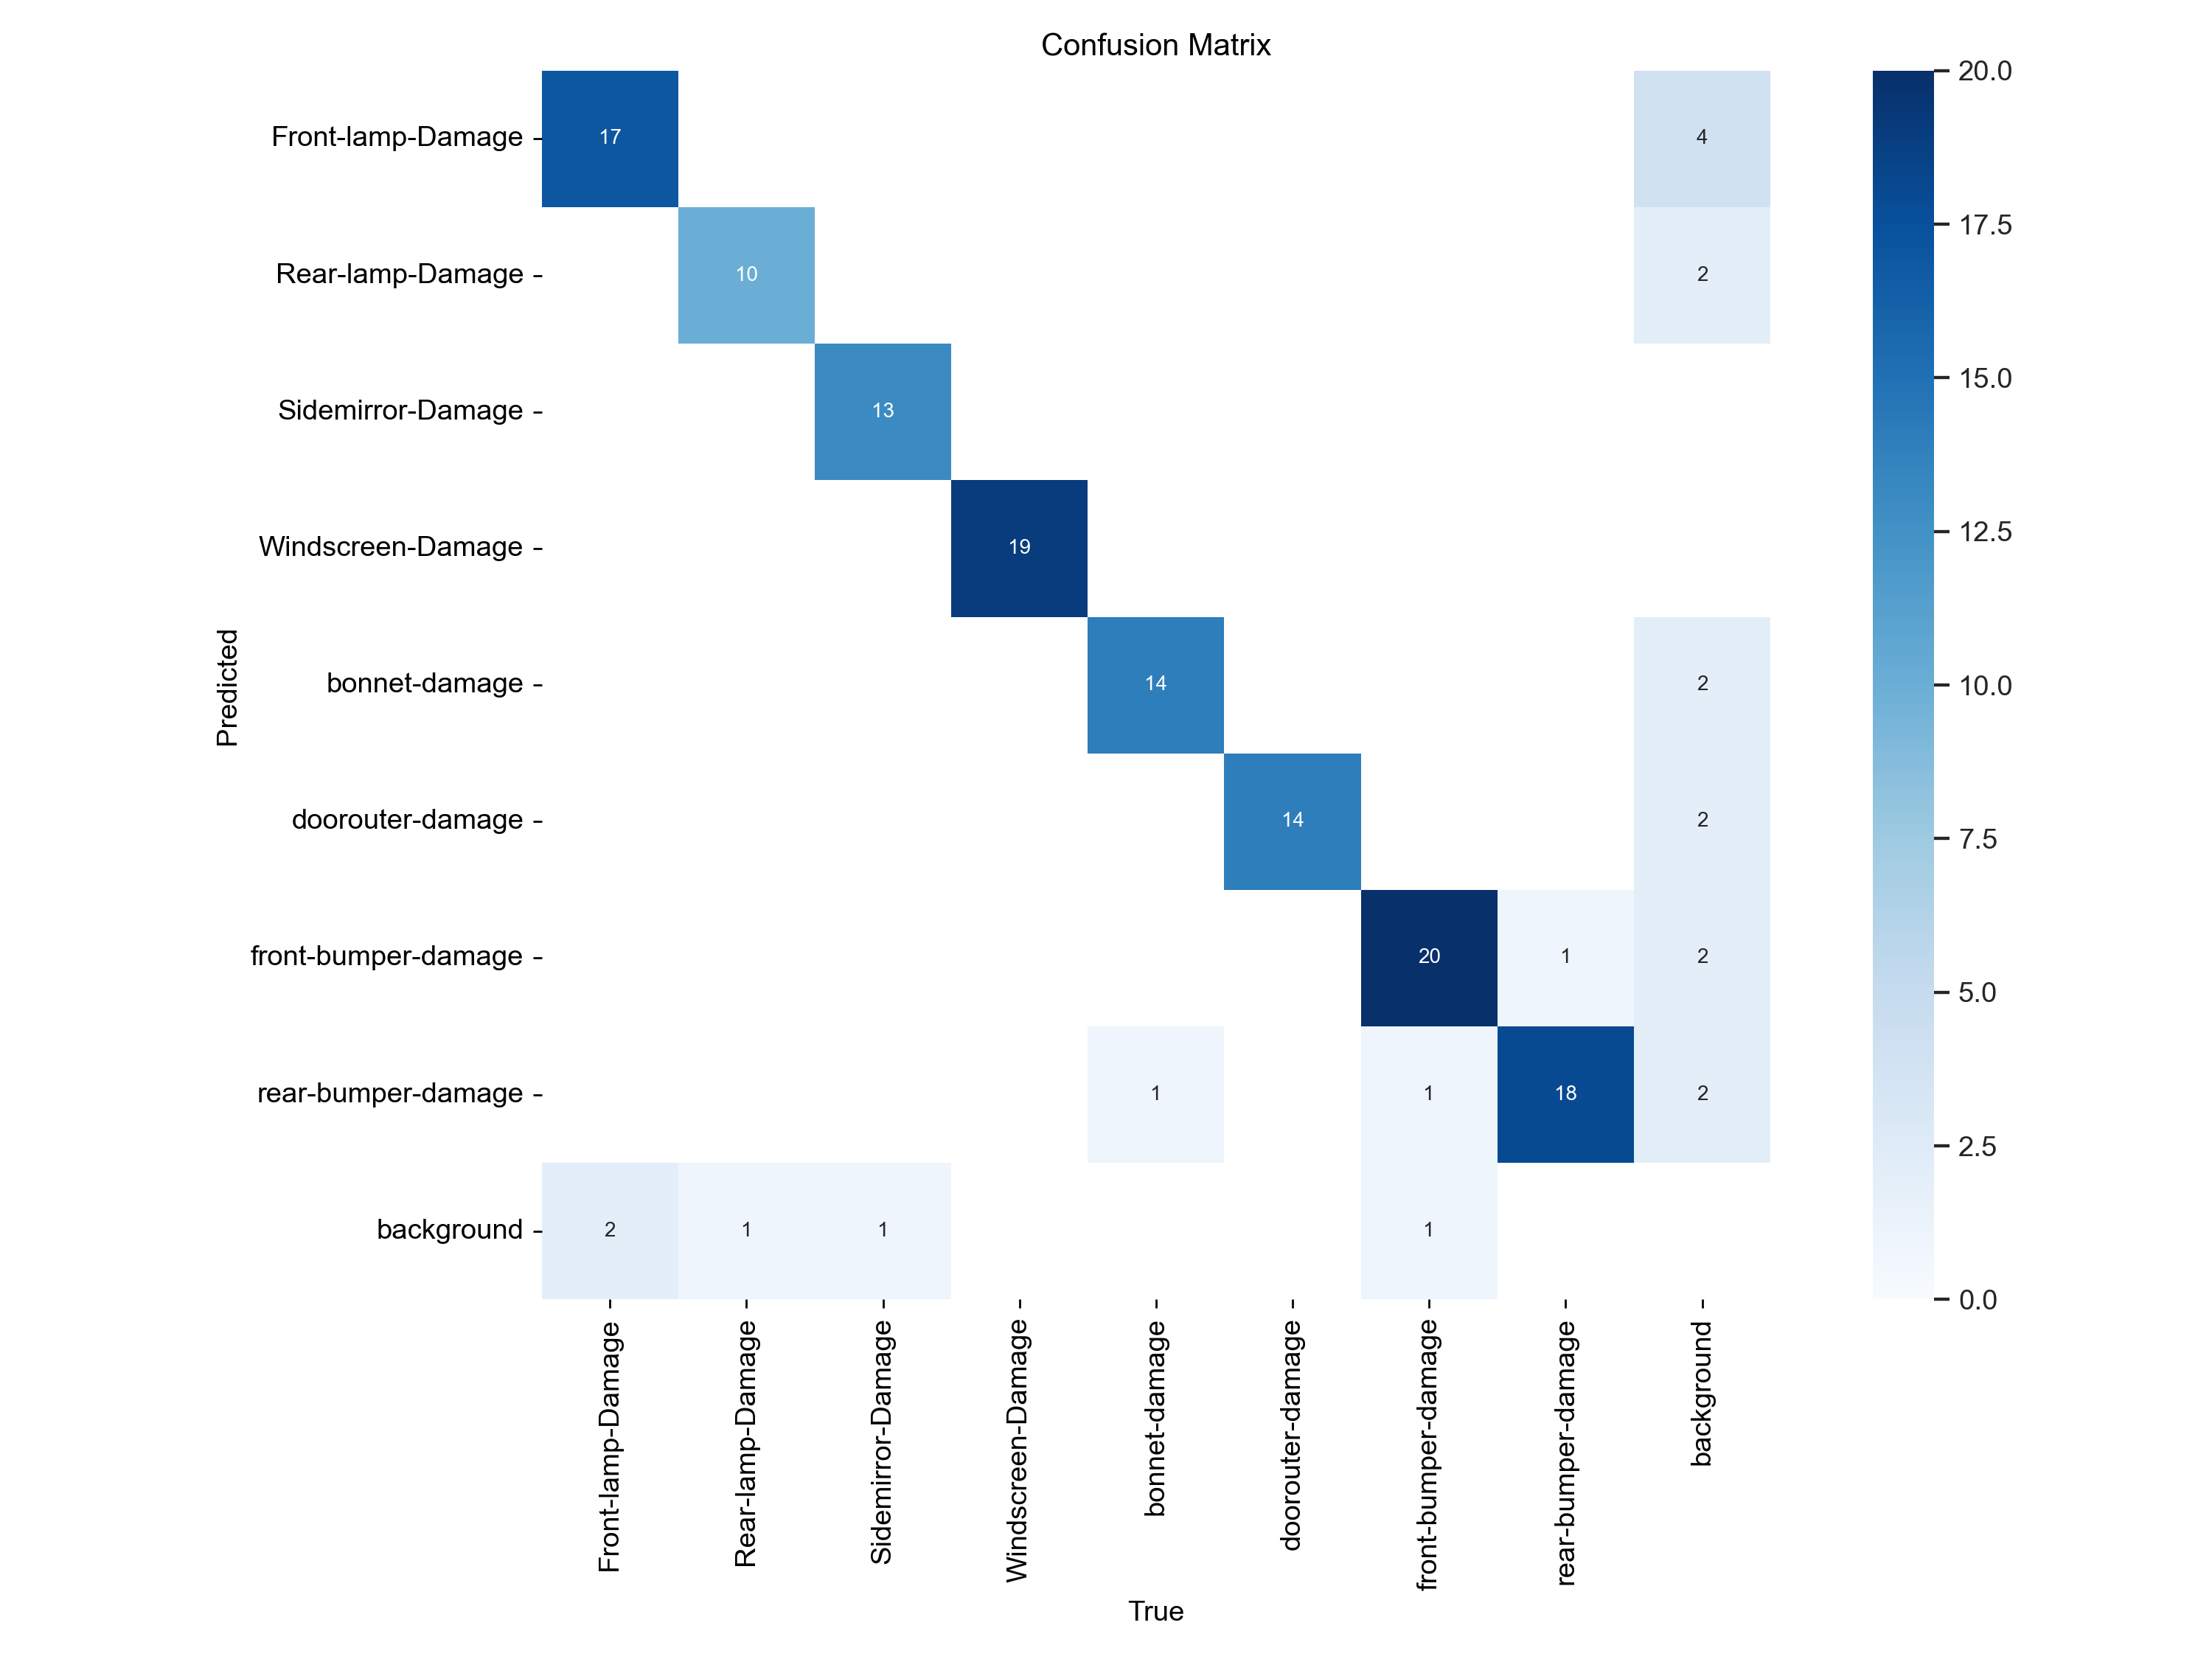 Confusion Matrix
Front-lamp-Damage 17 4
Rear-lamp-Damage 10 2
Sidemirror-Damage 13
Windscreen-Damage 19
bonnet-damage 14 2
doorouter-damage 14 2
front-bumper-damage 20 1 2
rear-bumper-damage 1 1 18 2
background 2 1 1 1
Predicted
Front-lamp-Damage
Rear-lamp-Damage
Sidemirror-Damage
Windscreen-Damage
bonnet-damage
doorouter-damage
front-bumper-damage
rear-bumper-damage
background
True
20.0
17.5
15.0
12.5
10.0
7.5
5.0
2.5
0.0